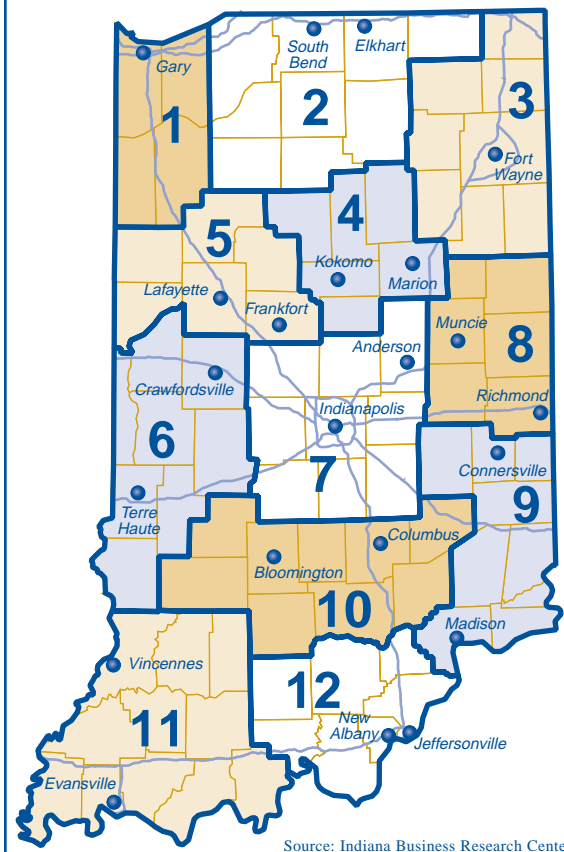 South
Bend
Elkhart
Gary
1
2
3
Fort
Wayne
5
4
Kokomo
Marion
Lafayette
Frankfort
Muncie
8
Anderson
Crawfordsville
Richmond
Indianapolis
6
7
Connersville
9
Terre
Haute
Columbus
Bloomington
10
Madison
Vincennes
12
11
New
Albany
Jeffersonville
Evansville
Source: Indiana Business Research Cente